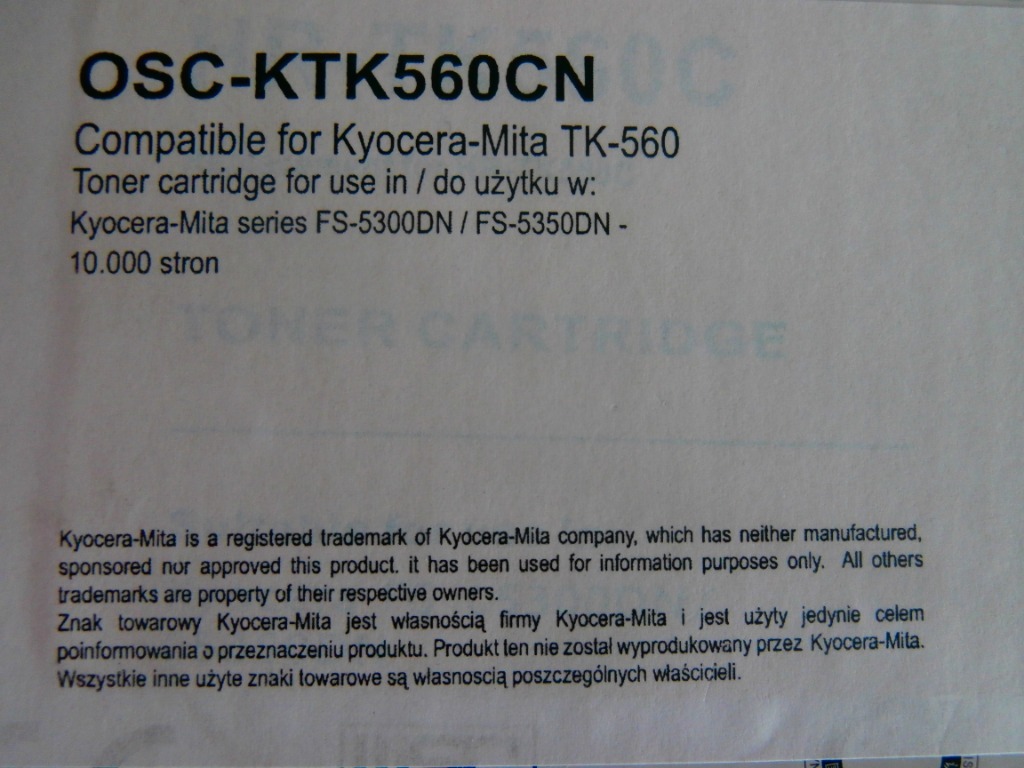 OSC-KTK560CN
Compatible for Kyocera-Mita TK-560
Toner cartridge for use in / do użytku w:
Kyocera-Mita series FS-5300DN / FS-5350DN -
10.000 stron
TONER CARTRIDGE
Kyocera-Mita is a registered trademark of Kyocera-Mita company, which has neither manufactured,
sponsored nor approved this product. it has been used for information purposes only. All others
trademarks are property of their respective owners.
Znak towarowy Kyocera-Mita jest własnością firmy Kyocera-Mita i jest użyty jedynie celem
poinformowania o przeznaczeniu produktu. Produkt ten nie został wyprodukowany przez Kyocera-Mita.
Wszystkie inne użyte znaki towarowe są własnoscią poszczególnych właścicieli.